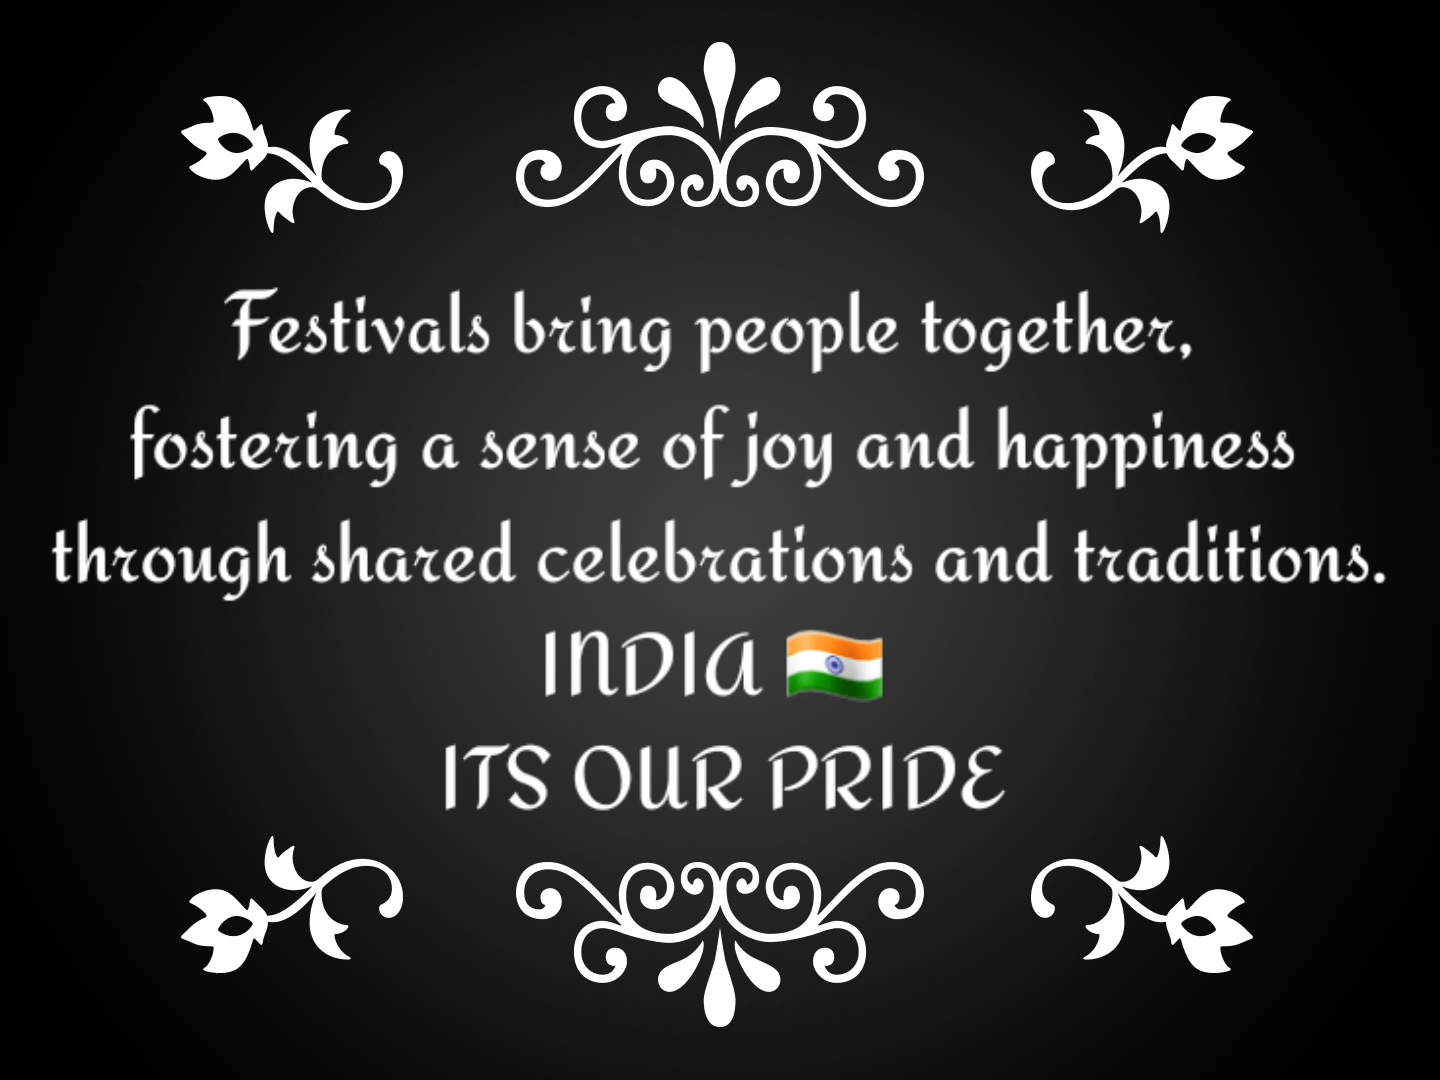 Festivals bring people together,
fostering a sense of joy and happiness
through shared celebrations and traditions.
INDIA 🇮🇳
ITS OUR PRIDE